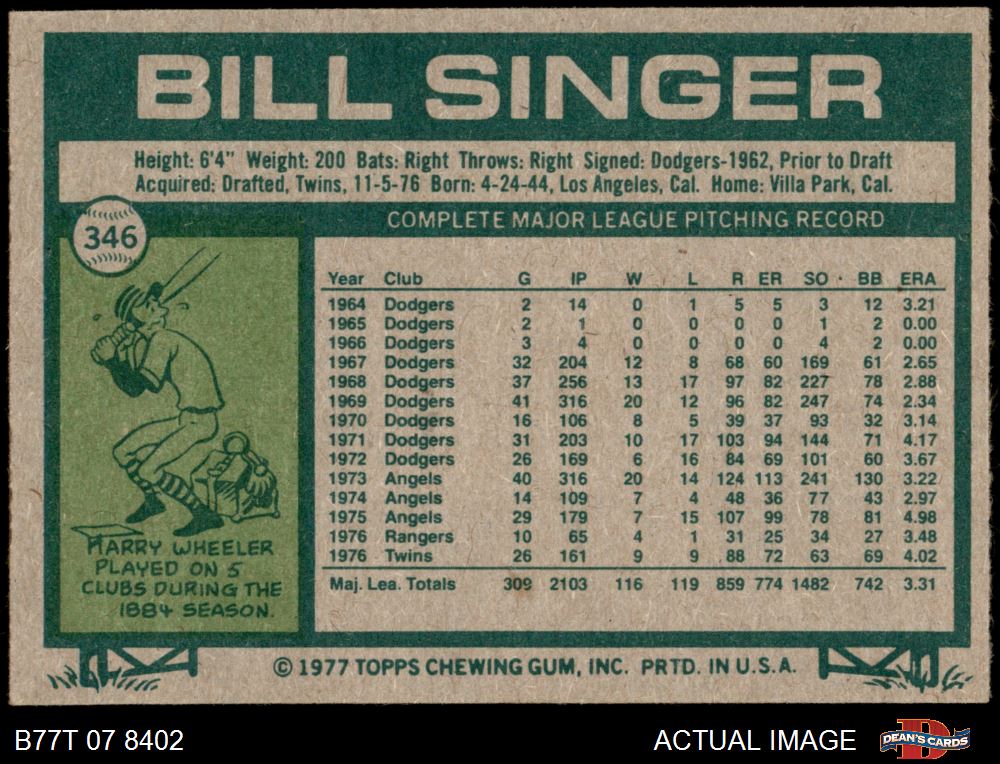 BILL SINGER
Height: 6'4" Weight: 200 Bats: Right Throws: Right Signed: Dodgers-1962, Prior to Draft
Acquired: Drafted, Twins, 11-5-76 Born: 4-24-44, Los Angeles, Cal. Home: Villa Park, Cal.
346
COMPLETE MAJOR LEAGUE PITCHING RECORD
Year Club G IP W L R ER SO BB ERA
1964 Dodgers 2 14 0 1 5 5 3 12 3.21
1965 Dodgers 2 1 0 0 0 0 1 2 0.00
1966 Dodgers 3 4 0 0 0 0 4 2 0.00
1967 Dodgers 32 204 12 8 68 60 169 61 2.65
1968 Dodgers 37 256 13 17 97 82 227 78 2.88
1969 Dodgers 41 316 20 12 96 82 247 74 2.34
1970 Dodgers 16 106 8 5 39 37 93 32 3.14
1971 Dodgers 31 203 10 17 103 94 144 71 4.17
1972 Dodgers 26 169 6 16 84 69 101 60 3.67
1973 Angels 40 316 20 14 124 113 241 130 3.22
1974 Angels 14 109 7 4 48 36 77 43 2.97
1975 Angels 29 179 7 15 107 99 78 81 4.98
1976 Rangers 10 65 4 1 31 25 34 27 3.48
1976 Twins 26 161 9 9 88 72 63 69 4.02
Maj. Lea. Totals 309 2103 116 119 859 774 1482 742 3.31
HARRY WHEELER
PLAYED ON 5
CLUBS DURING THE
1884 SEASON.
© 1977 TOPPS CHEWING GUM, INC. PRTD. IN U.S.A.
B77T 07 8402
ACTUAL IMAGE
D
DEAN'S CARDS